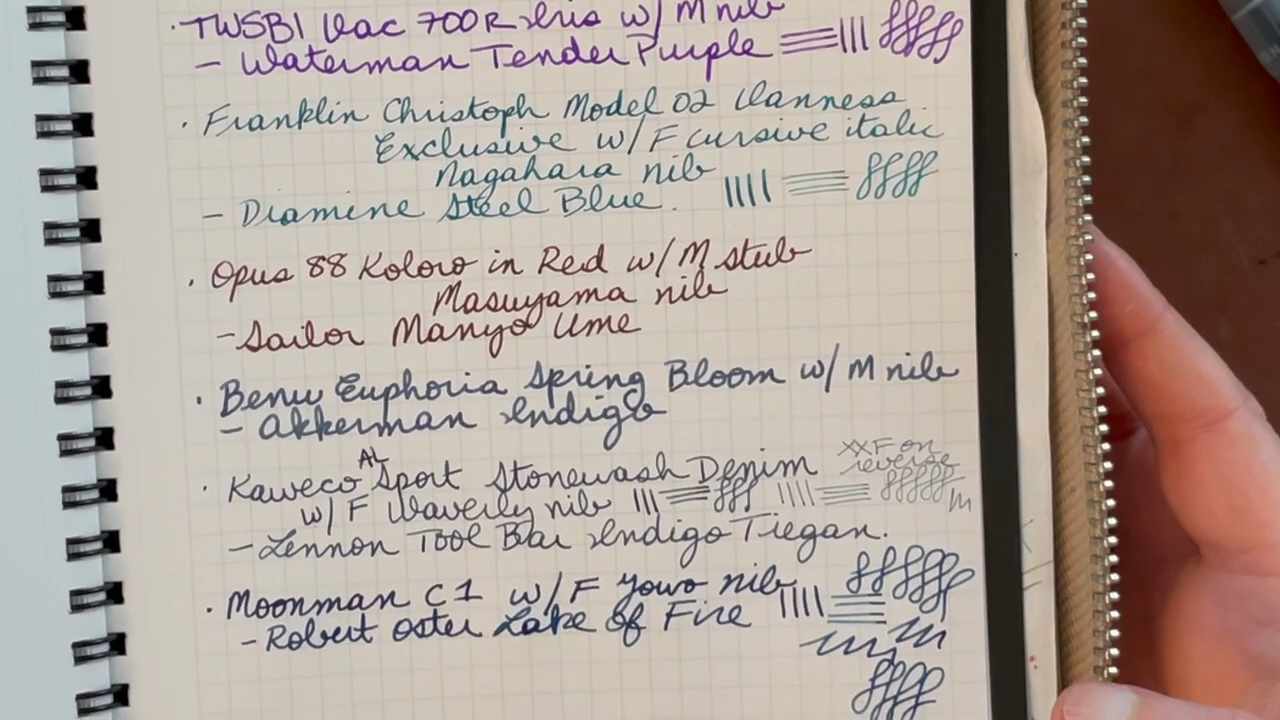 · TWSBI Vac 700R Iris w/ M nib
- Waterman Tender Purple
· Franklin Christoph Model 02 Vanness
Exclusive w/ F cursive italic
Nagahara nib
- Diamine Steel Blue.
· Opus 88 Koloro in Red w/ M stub
Masuyama nib
- Sailor Manyo Ume
· Benu Euphoria Spring Bloom w/ M nib
- Akkerman Indigo
· Kaweco AL Sport Stonewash Denim
XXF on
reverse
w/ F Waverly nib
- Lennon Tool Bar Indigo Tiegan.
· Moonman C1 w/ F Yowo nib
- Robert Oster Lake of Fire